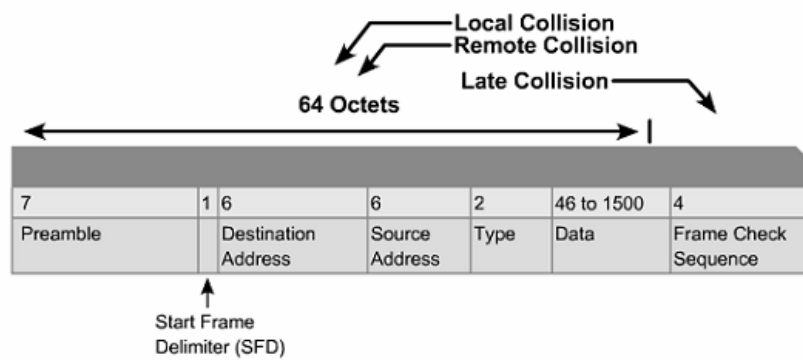 Local Collision
Remote Collision
Late Collision
64 Octets
7 1 6 6 2 46 to 1500 4
Preamble Destination Address Source Address Type Data Frame Check Sequence
Start Frame
Delimiter (SFD)